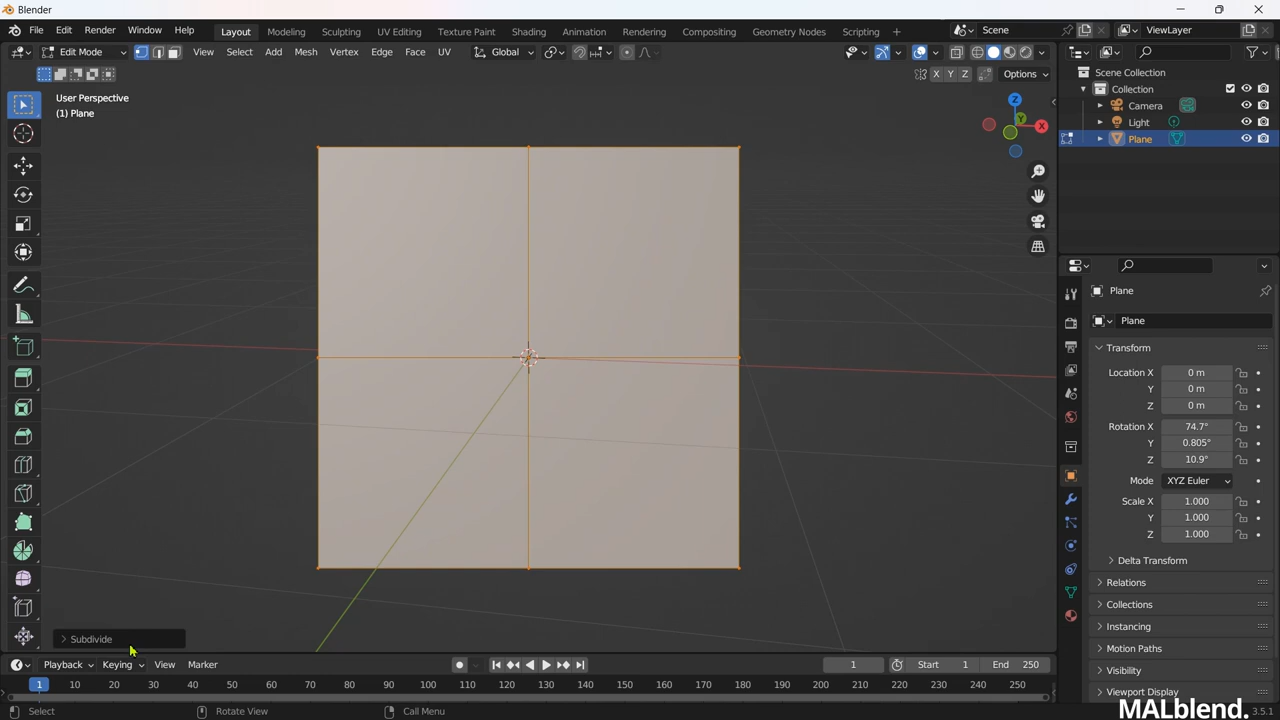 Blender
File Edit Render Window Help Layout Modeling Sculpting UV Editing Texture Paint Shading Animation Rendering Compositing Geometry Nodes Scripting + Scene ViewLayer
Edit Mode View Select Add Mesh Vertex Edge Face UV Global
X Y Z Options
User Perspective
(1) Plane
Z
Y
X
Subdivide
Scene Collection
Collection
Camera
Light
Plane
Plane
Plane
Transform
Location X 0 m
Y 0 m
Z 0 m
Rotation X 74.7°
Y 0.805°
Z 10.9°
Mode XYZ Euler
Scale X 1.000
Y 1.000
Z 1.000
Delta Transform
Relations
Collections
Instancing
Motion Paths
Visibility
Viewport Display
Playback Keying View Marker 1 Start 1 End 250
1 10 20 30 40 50 60 70 80 90 100 110 120 130 140 150 160 170 180 190 200 210 220 230 240 250
Select Rotate View Call Menu
MALblend. 3.5.1